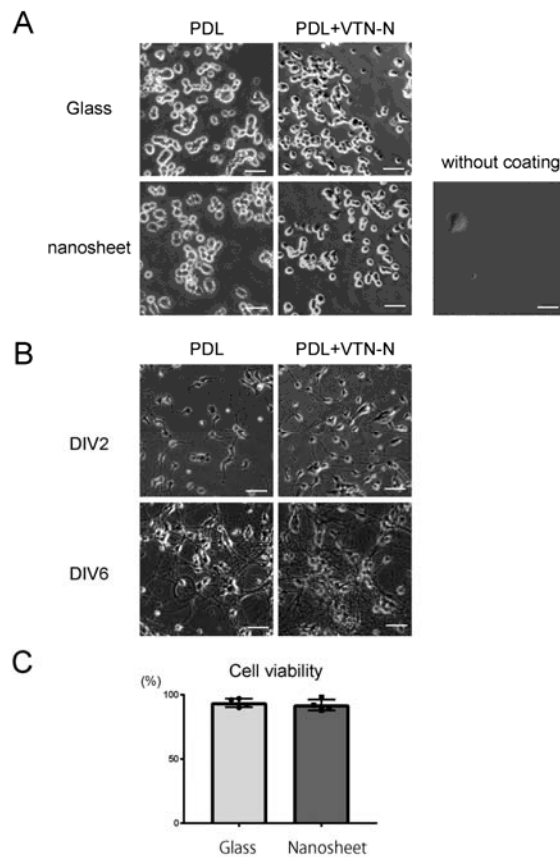 A
PDL PDL+VTN-N
Glass
without coating
nanosheet
B
PDL PDL+VTN-N
DIV2
DIV6
C
Cell viability
(%)
100
50
0
Glass Nanosheet